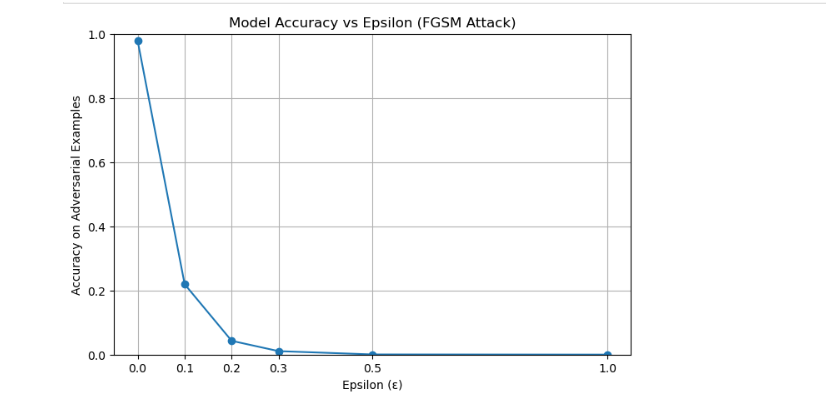 Model Accuracy vs Epsilon (FGSM Attack)
Accuracy on Adversarial Examples
1.0
0.8
0.6
0.4
0.2
0.0
0.0 0.1 0.2 0.3 0.5 1.0
Epsilon (ε)